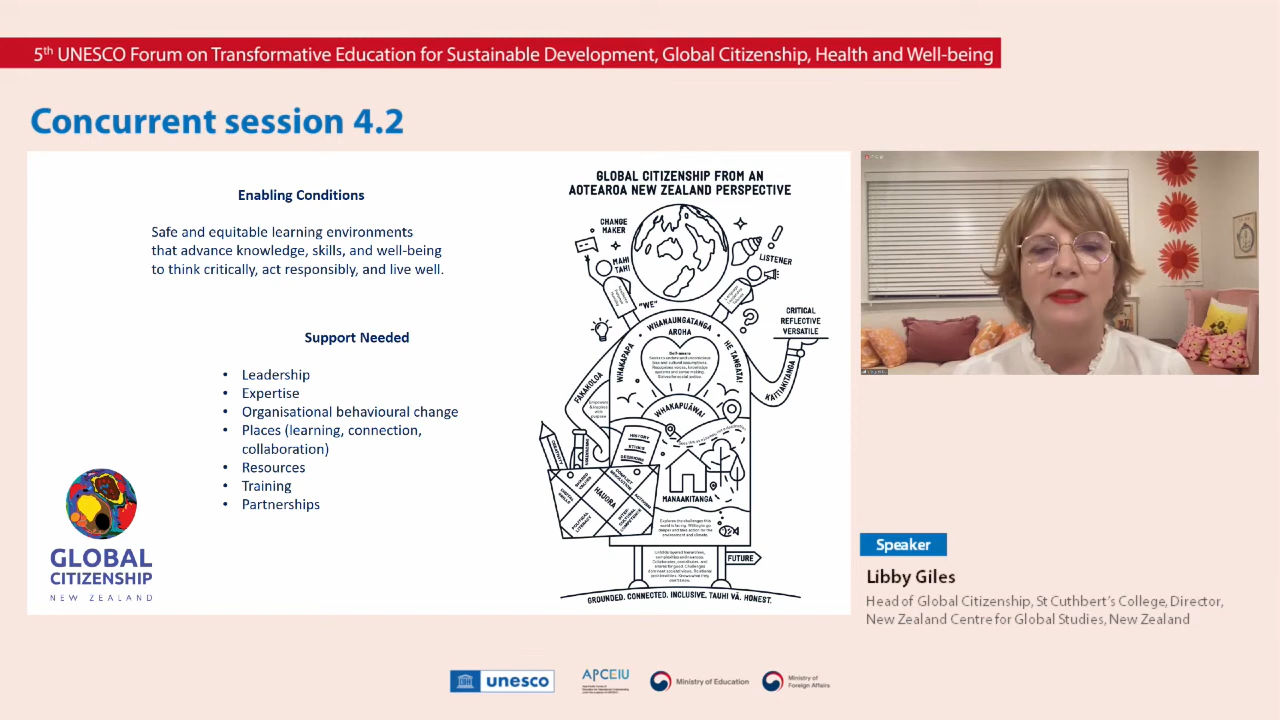 5th UNESCO Forum on Transformative Education for Sustainable Development, Global Citizenship, Health and Well-being
Concurrent session 4.2
Enabling Conditions
Safe and equitable learning environments
that advance knowledge, skills, and well-being
to think critically, act responsibly, and live well.
Support Needed
• Leadership
• Expertise
• Organisational behavioural change
• Places (learning, connection,
collaboration)
• Resources
• Training
• Partnerships
GLOBAL
CITIZENSHIP
NEW ZEALAND
GLOBAL CITIZENSHIP FROM AN
AOTEAROA NEW ZEALAND PERSPECTIVE
CHANGE
MAKER
MAHI
TAHI
LISTENER
"WE"
CRITICAL
REFLECTIVE
VERSATILE
WHANAUNGATANGA
AROHA
WHAKAPAPA
HE TANGATA!
KAITIAKITANGA
FAKAKOLOA
WHAKAPUĀWAI
HISTORY
ETHICS
HAUORA
MANAAKITANGA
FUTURE
GROUNDED. CONNECTED. INCLUSIVE. TAUHI VĀ. HONEST.
Speaker
Libby Giles
Head of Global Citizenship, St Cuthbert's College, Director,
New Zealand Centre for Global Studies, New Zealand
unesco
APCEIU
Ministry of Education
Ministry of
Foreign Affairs